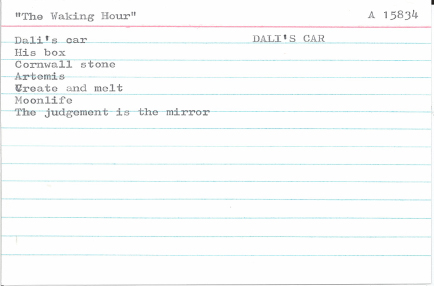 "The Waking Hour" A 15834
Dali's car DALI'S CAR
His box
Cornwall stone
Artemis
Create and melt
Moonlife
The judgement is the mirror